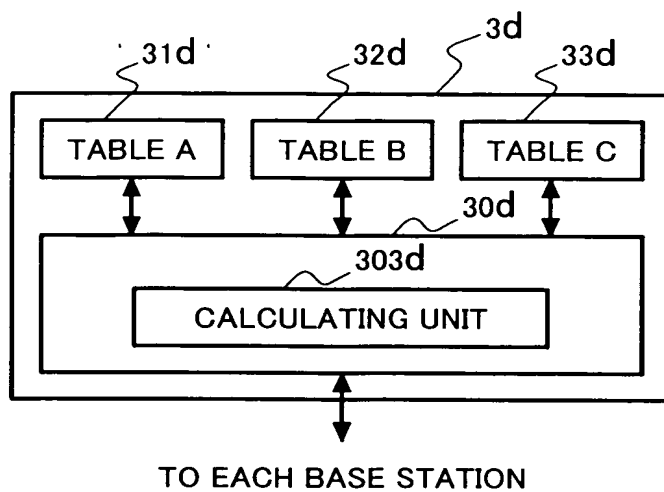 31d 32d 3d 33d
TABLE A TABLE B TABLE C
30d
303d
CALCULATING UNIT
TO EACH BASE STATION